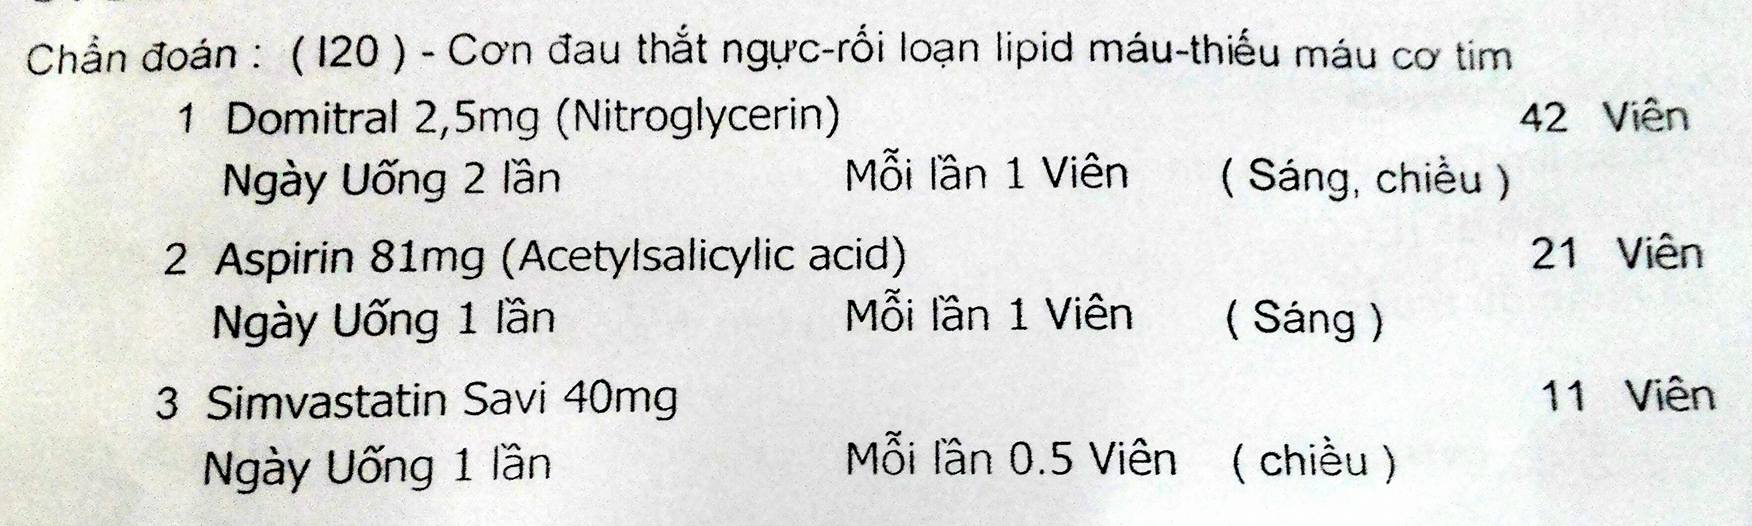 Chẩn đoán : ( I20 ) - Cơn đau thắt ngực-rối loạn lipid máu-thiếu máu cơ tim
1 Domitral 2,5mg (Nitroglycerin) 42 Viên
Ngày Uống 2 lần Mỗi lần 1 Viên ( Sáng, chiều )
2 Aspirin 81mg (Acetylsalicylic acid) 21 Viên
Ngày Uống 1 lần Mỗi lần 1 Viên ( Sáng )
3 Simvastatin Savi 40mg 11 Viên
Ngày Uống 1 lần Mỗi lần 0.5 Viên ( chiều )